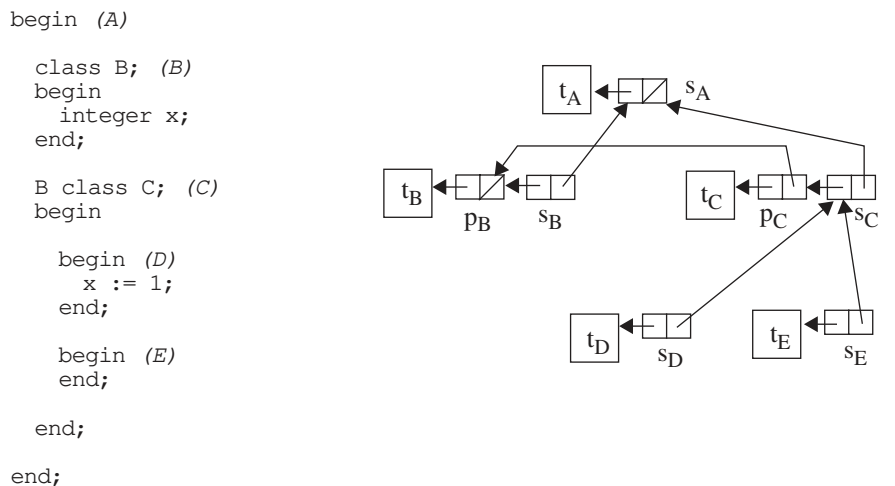 begin (A)
class B; (B)
begin
integer x;
end;
B class C; (C)
begin
begin (D)
x := 1;
end;
begin (E)
end;
end;
end;
tA
sA
tB
pB
sB
tC
pC
sC
tD
sD
tE
sE